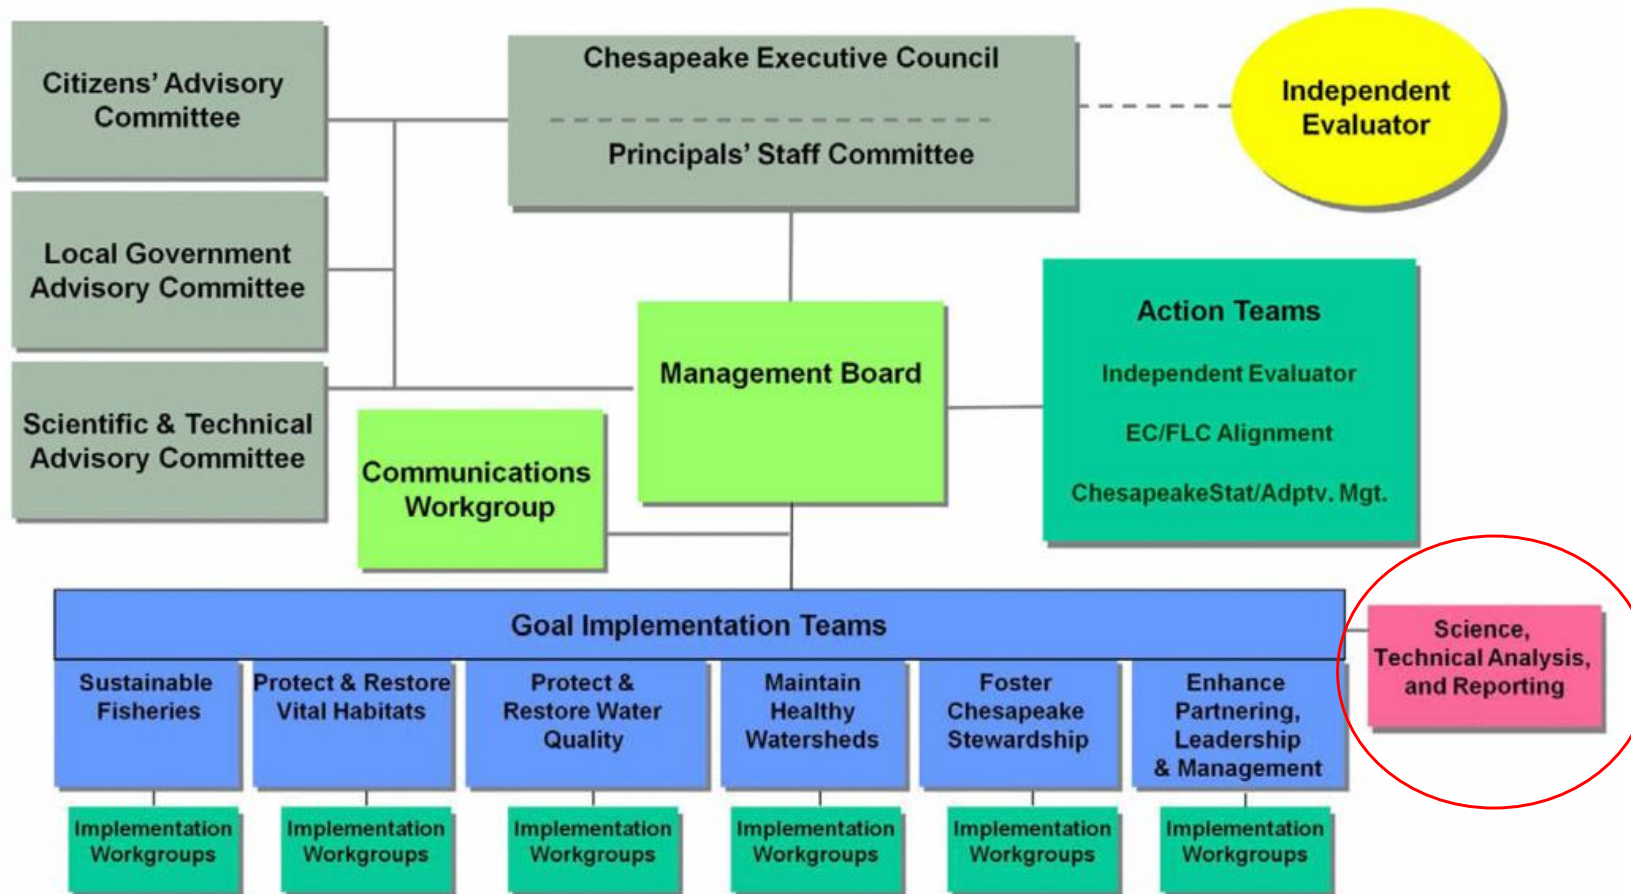 Citizens' Advisory
Committee
Chesapeake Executive Council
Principals' Staff Committee
Independent
Evaluator
Local Government
Advisory Committee
Scientific & Technical
Advisory Committee
Management Board
Communications
Workgroup
Action Teams
Independent Evaluator
EC/FLC Alignment
ChesapeakeStat/Adptv. Mgt.
Goal Implementation Teams
Science,
Technical Analysis,
and Reporting
Sustainable
Fisheries
Protect & Restore
Vital Habitats
Protect &
Restore Water
Quality
Maintain
Healthy
Watersheds
Foster
Chesapeake
Stewardship
Enhance
Partnering,
Leadership
& Management
Implementation
Workgroups
Implementation
Workgroups
Implementation
Workgroups
Implementation
Workgroups
Implementation
Workgroups
Implementation
Workgroups